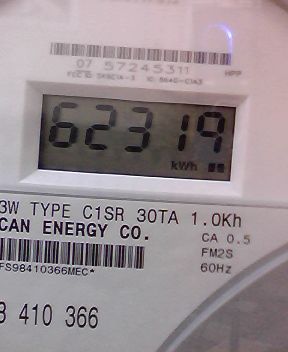 07 57245311
HPP
62319
kWh
3W TYPE C1SR 30TA 1.0Kh
CAN ENERGY CO.
CA 0.5
FM2S
60Hz
FS98410366MEC*
410 366